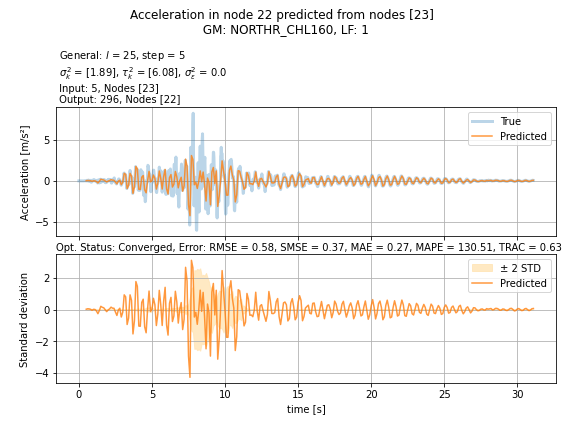 Acceleration in node 22 predicted from nodes [23]
GM: NORTHR_CHL160, LF: 1
General: l = 25, step = 5
σ²ₖ = [1.89], τ²ₖ = [6.08], σ²ε = 0.0
Input: 5, Nodes [23]
Output: 296, Nodes [22]
True
Predicted
Acceleration [m/s²]
5
0
−5
Opt. Status: Converged, Error: RMSE = 0.58, SMSE = 0.37, MAE = 0.27, MAPE = 130.51, TRAC = 0.63
± 2 STD
Predicted
Standard deviation
2
0
−2
−4
0 5 10 15 20 25 30
time [s]